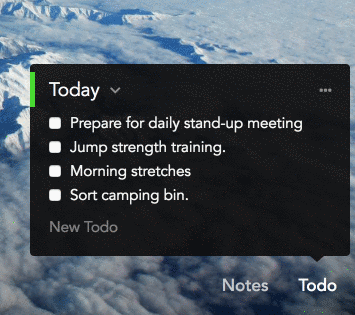 Today
Prepare for daily stand-up meeting
Jump strength training.
Morning stretches
Sort camping bin.
New Todo
Notes
Todo